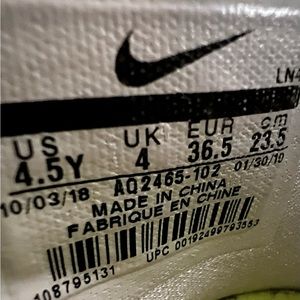 LN4
US UK EUR cm
4.5Y 4 36.5 23.5
10/03/18 AQ2465-102 01/30/19
MADE IN CHINA
FABRIQUE EN CHINE
UPC 00192499793553
108795131